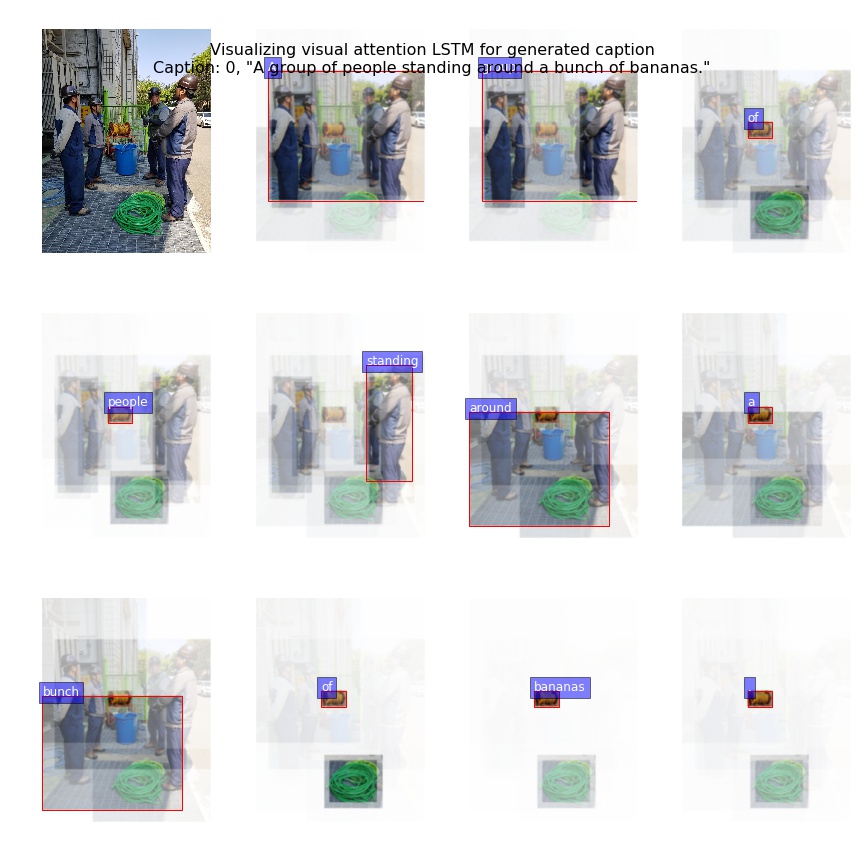 Visualizing visual attention LSTM for generated caption
Caption: 0, "A group of people standing around a bunch of bananas."
of
people
standing
around
a
bunch
of
bananas
.